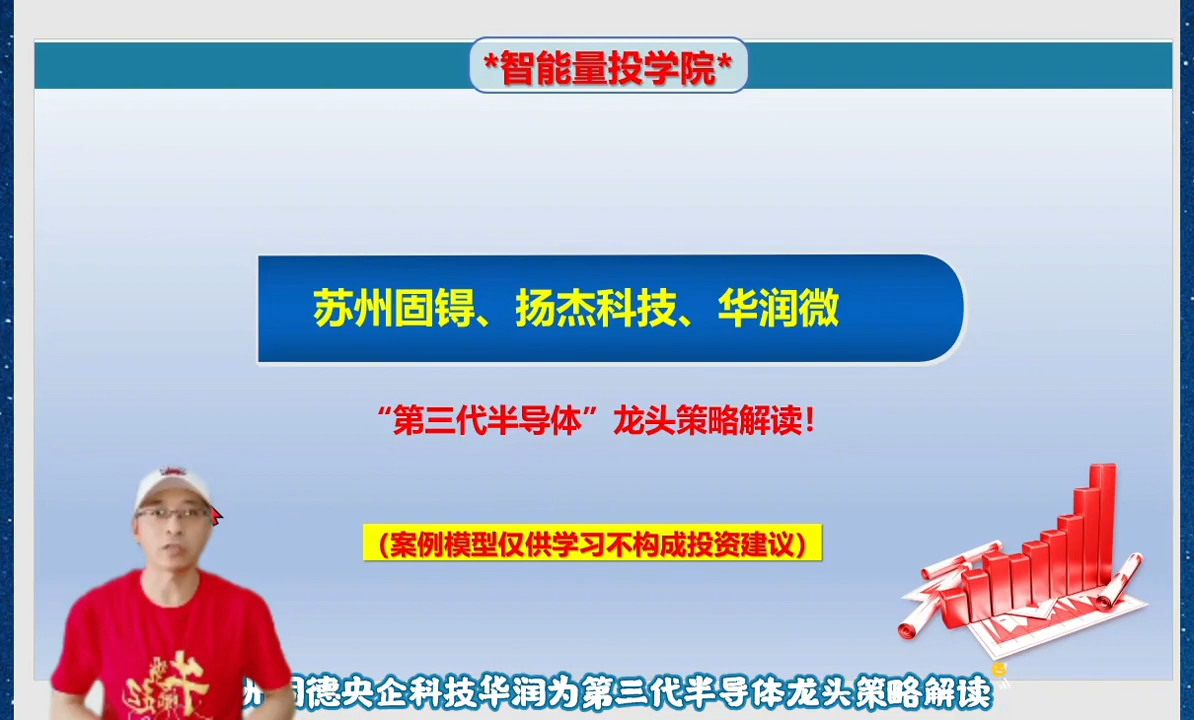 *智能量投学院*
苏州固锝、扬杰科技、华润微
“第三代半导体”龙头策略解读！
（案例模型仅供学习不构成投资建议）
州固德央企科技华润为第三代半导体龙头策略解读